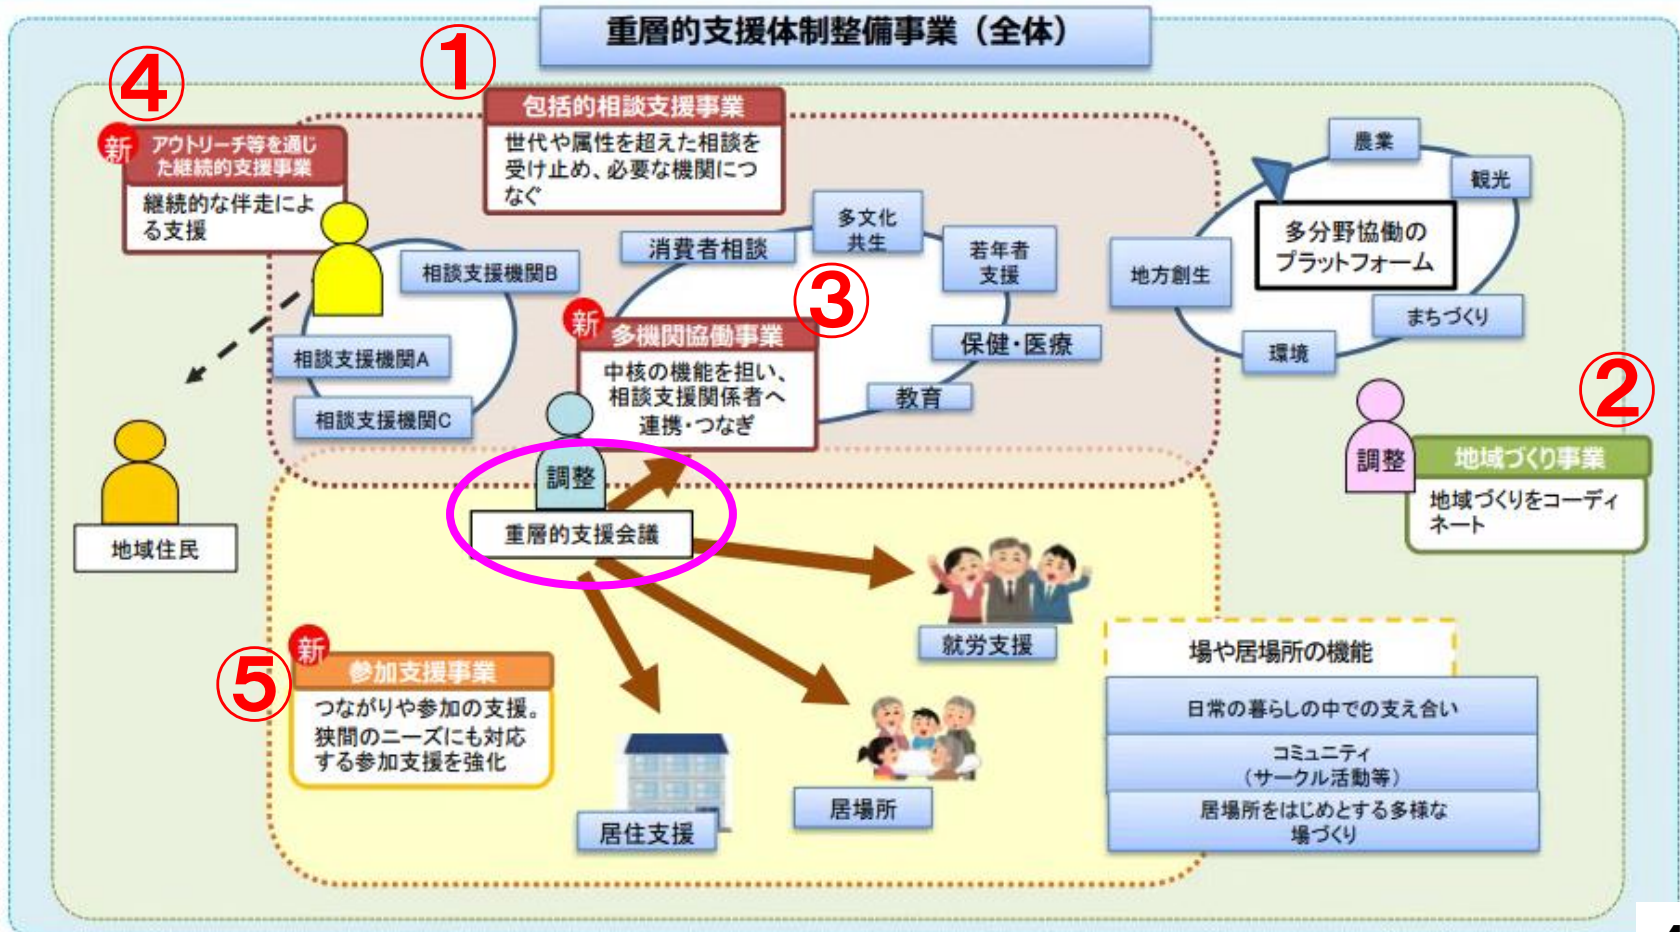 重層的支援体制整備事業（全体）
④
①
新
アウトリーチ等を通じ
た継続的支援事業
継続的な伴走によ
る支援
包括的相談支援事業
世代や属性を超えた相談を
受け止め、必要な機関につ
なぐ
相談支援機関B
相談支援機関A
相談支援機関C
消費者相談
多文化
共生
若年者
支援
保健・医療
教育
③
新
多機関協働事業
中核の機能を担い、
相談支援関係者へ
連携・つなぎ
農業
観光
地方創生
多分野協働の
プラットフォーム
まちづくり
環境
②
調整
地域づくり事業
地域づくりをコーディ
ネート
地域住民
調整
重層的支援会議
就労支援
居場所
居住支援
⑤
新
参加支援事業
つながりや参加の支援。
狭間のニーズにも対応
する参加支援を強化
場や居場所の機能
日常の暮らしの中での支え合い
コミュニティ
（サークル活動等）
居場所をはじめとする多様な
場づくり